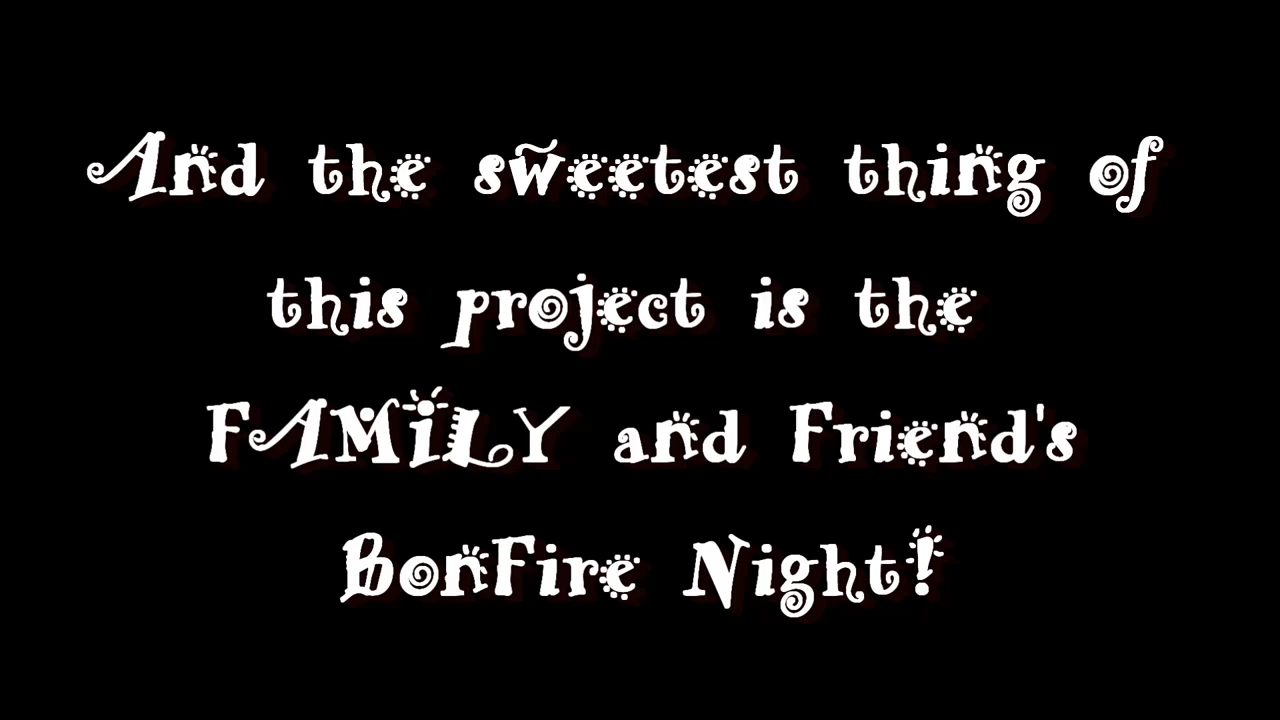 And the sweetest thing of
this project is the
FAMiLY and Friend's
BonFire Night!